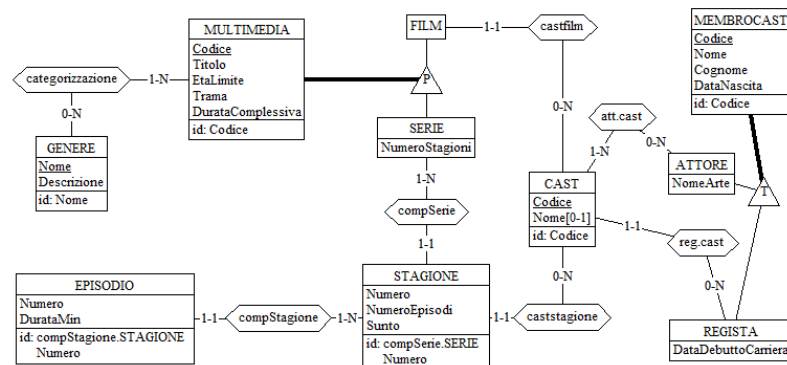 MULTIMEDIA
Codice
Titolo
EtaLimite
Trama
DurataComplessiva
id: Codice
FILM
1-1
castfilm
MEMBROCAST
Codice
Nome
Cognome
DataNascita
id: Codice
categorizzazione
1-N
P
0-N
GENERE
Nome
Descrizione
id: Nome
SERIE
NumeroStagioni
0-N
att.cast
1-N
0-N
ATTORE
NomeArte
T
1-N
compSerie
1-1
CAST
Codice
Nome[0-1]
id: Codice
1-1
reg.cast
0-N
EPISODIO
Numero
DurataMin
id: compStagione.STAGIONE
Numero
1-1
compStagione
1-N
STAGIONE
Numero
NumeroEpisodi
Sunto
id: compSerie.SERIE
Numero
0-N
1-1
caststagione
REGISTA
DataDebuttoCarriera